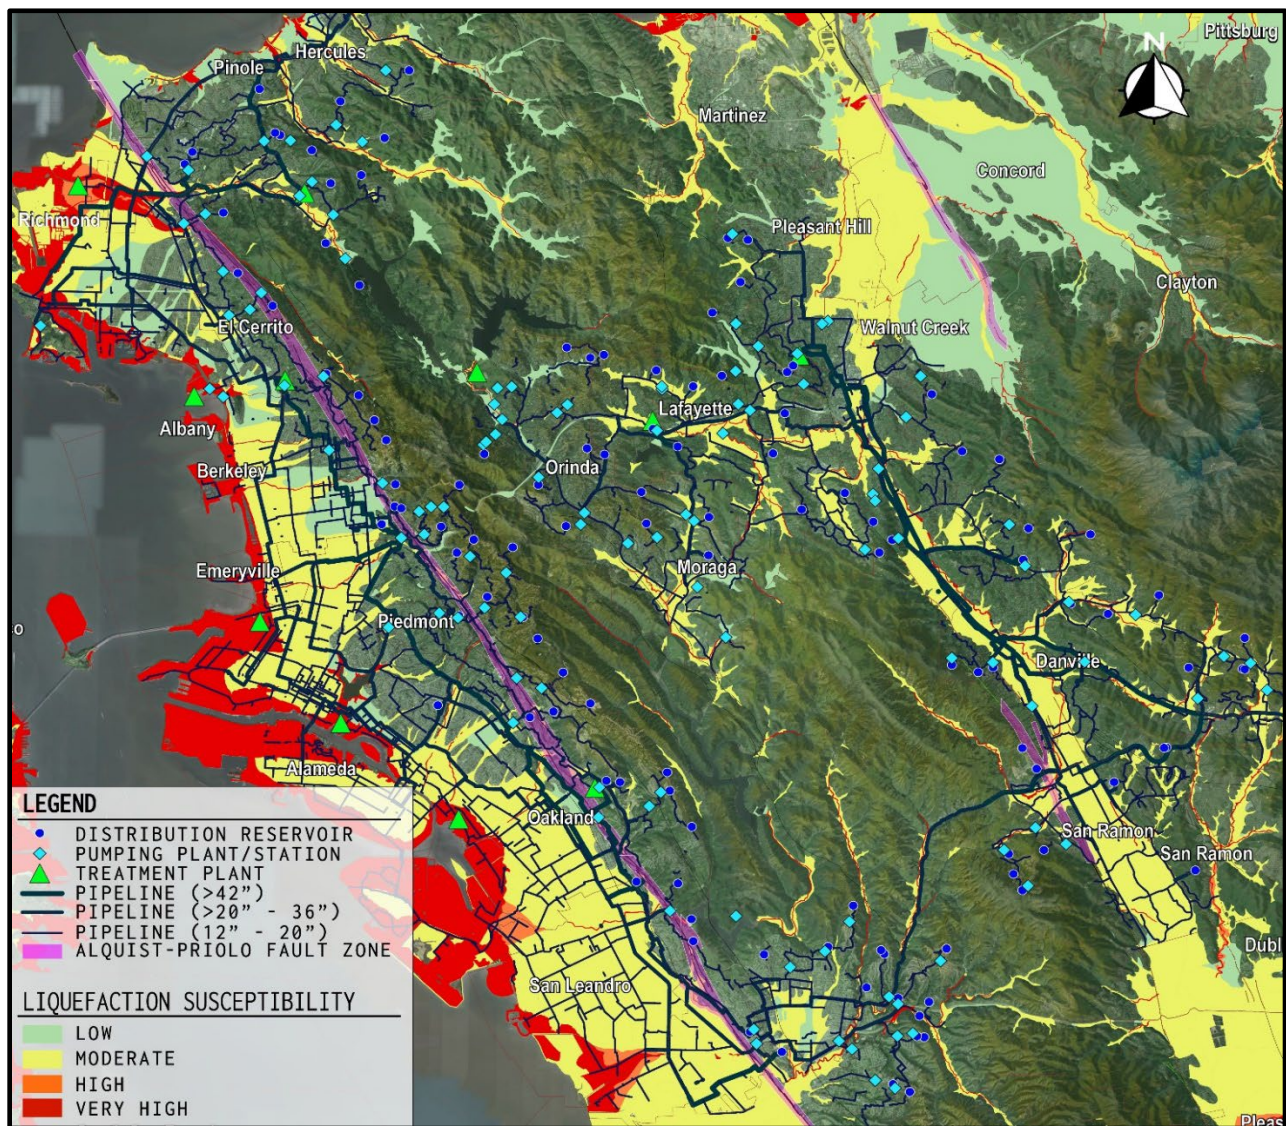 Pittsburg
Hercules
N
Pinole
Martinez
Concord
Richmond
Pleasant Hill
Clayton
El Cerrito
Walnut Creek
Lafayette
Albany
Berkeley
Orinda
Emeryville
Moraga
Piedmont
o
Danville
Alameda
Oakland
San Ramon
San Ramon
Dubl
San Leandro
Pleas
LEGEND
DISTRIBUTION RESERVOIR
PUMPING PLANT/STATION
TREATMENT PLANT
PIPELINE (>42”)
PIPELINE (>20” - 36”)
PIPELINE (12” - 20”)
ALQUIST-PRIOLO FAULT ZONE
LIQUEFACTION SUSCEPTIBILITY
LOW
MODERATE
HIGH
VERY HIGH